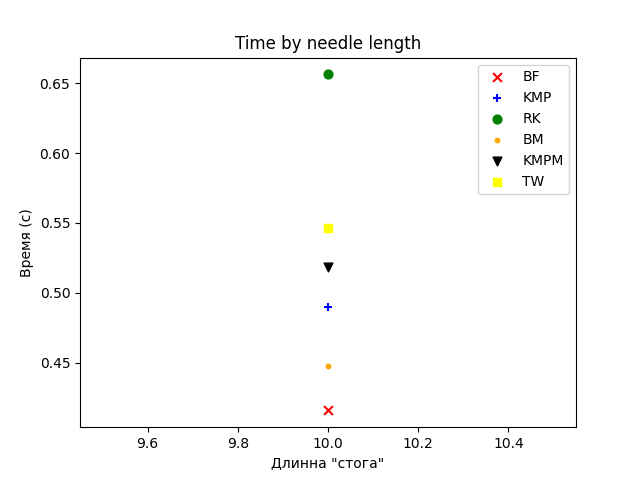 Time by needle length
Время (с)
0.65
0.60
0.55
0.50
0.45
9.6
9.8
10.0
10.2
10.4
Длинна "стога"
BF
KMP
RK
BM
KMPM
TW